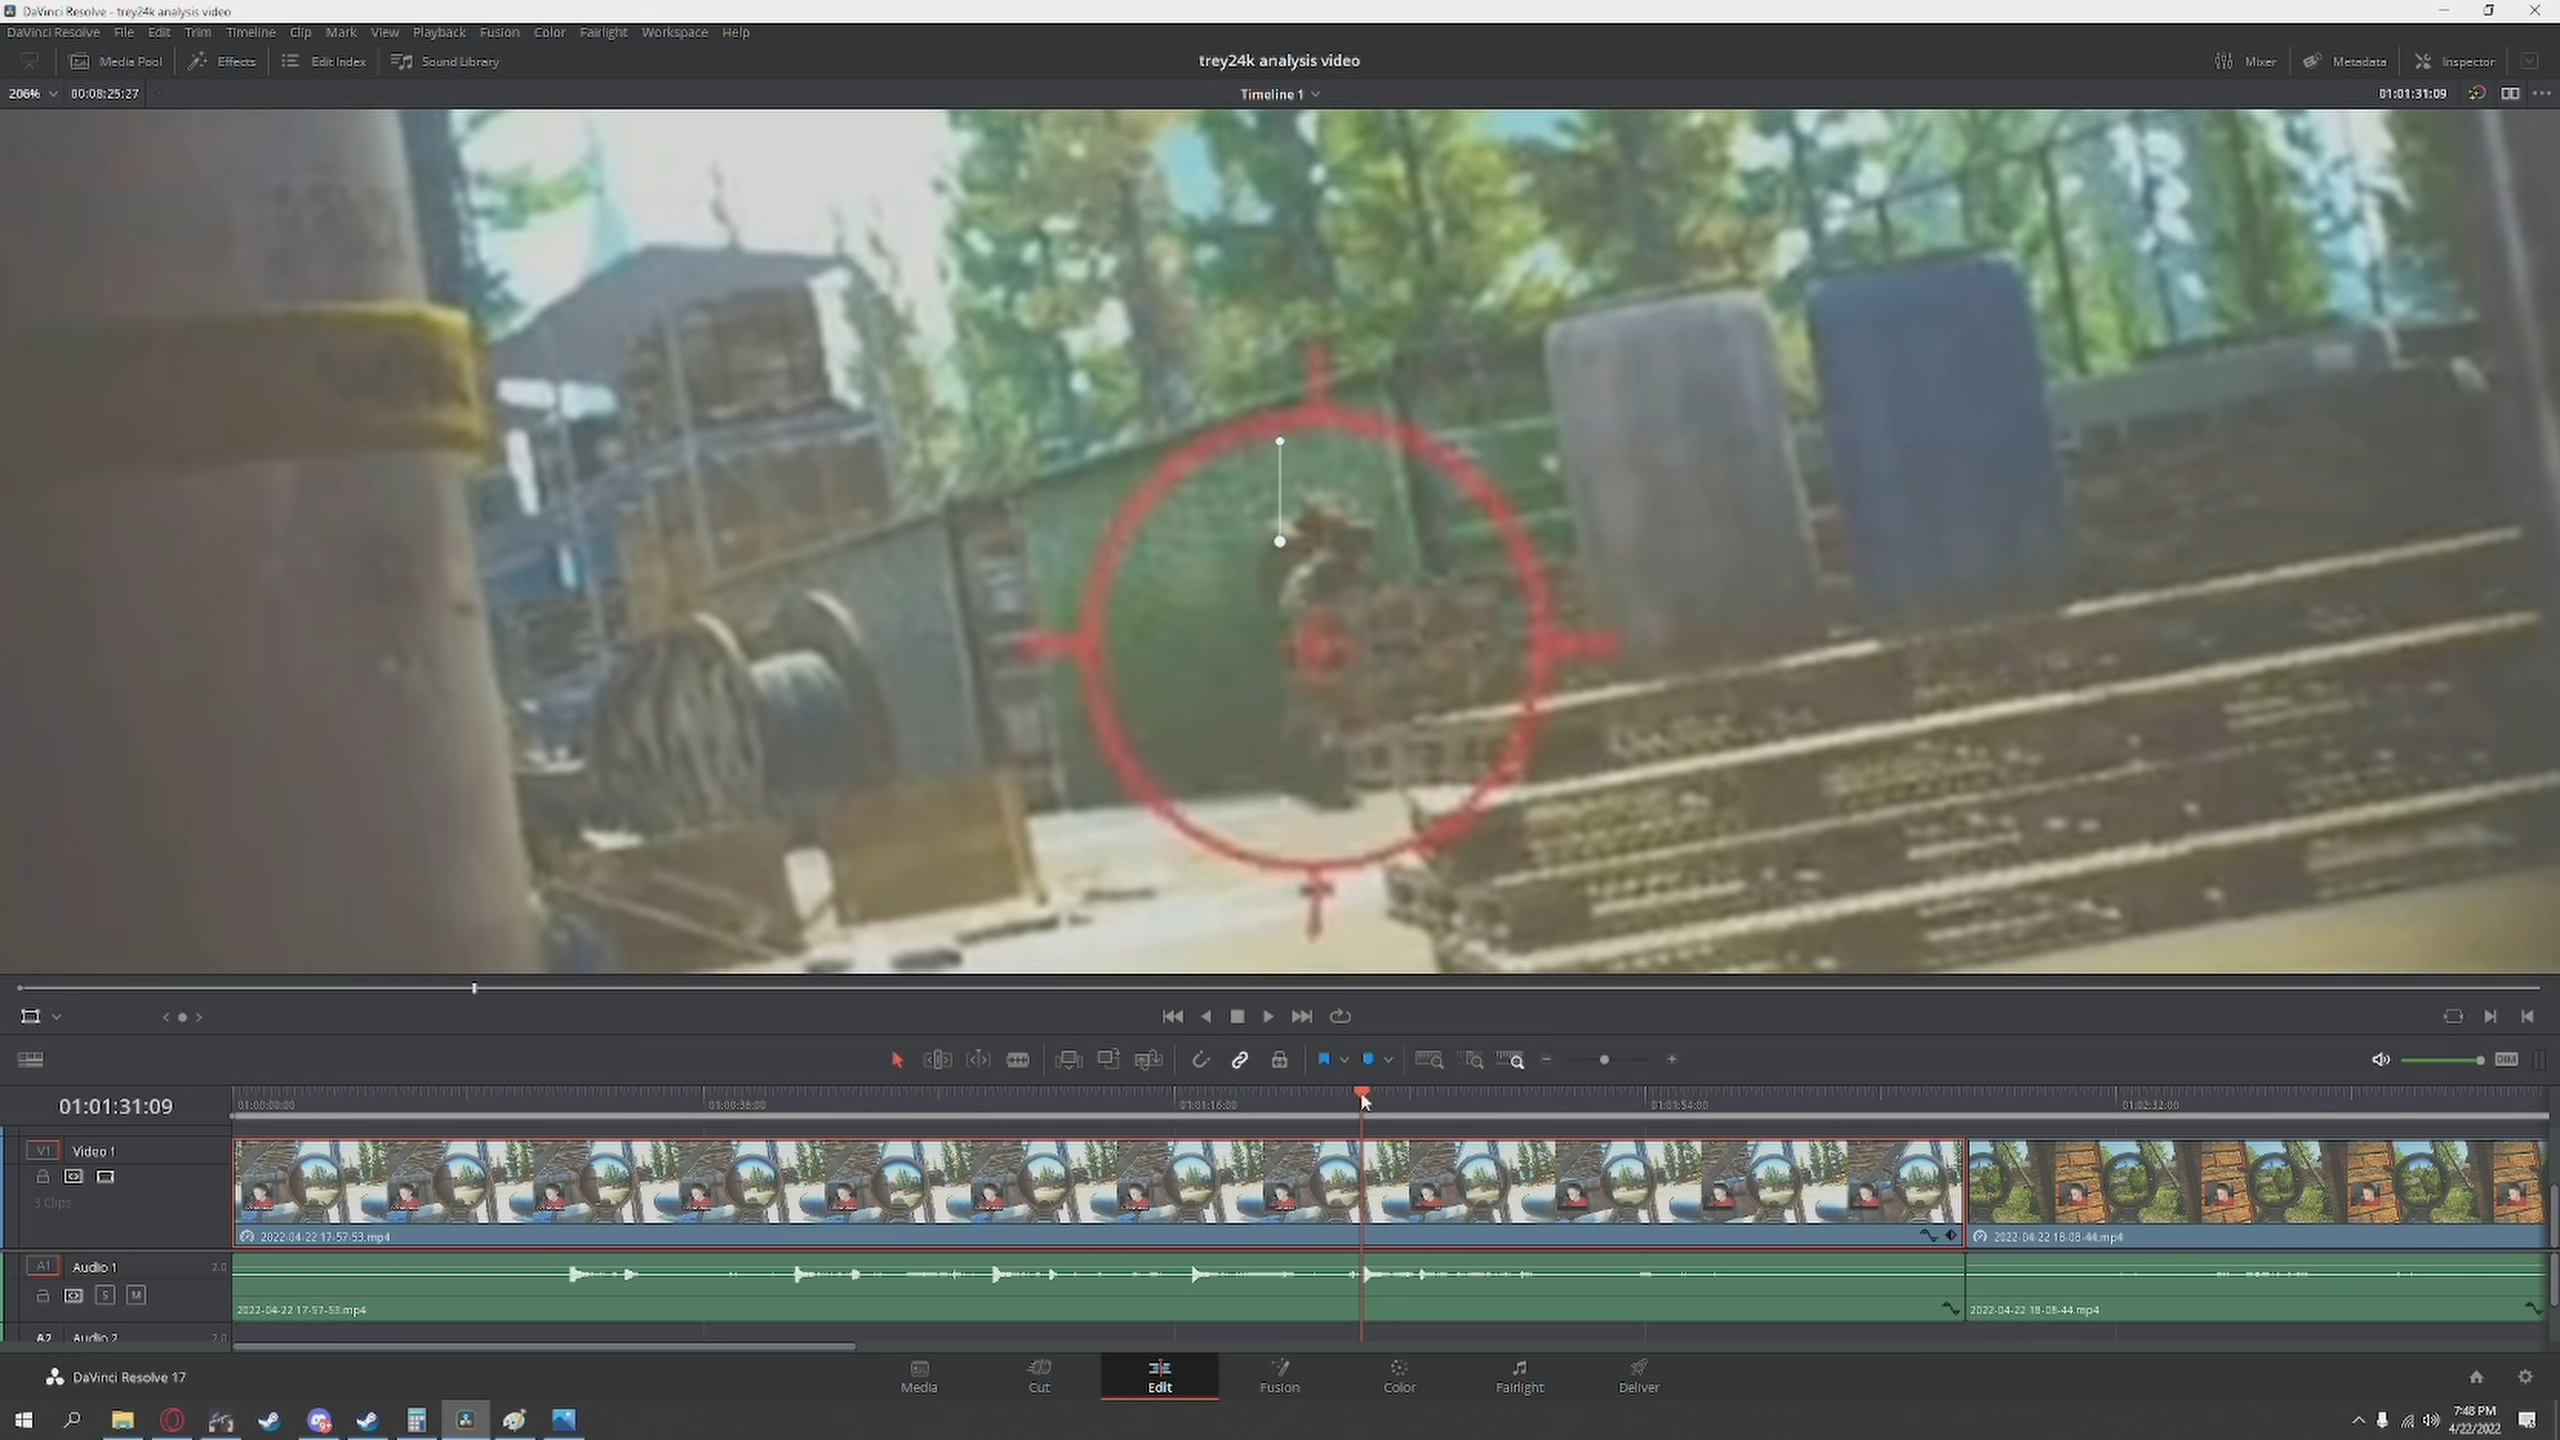 DaVinci Resolve - trey24k analysis video
DaVinci Resolve File Edit Trim Timeline Clip Mark View Playback Fusion Color Fairlight Workspace Help
Media Pool Effects Edit Index Sound Library trey24k analysis video Mixer Metadata Inspector
206% 00:08:25:27 Timeline 1 01:01:31:09
DIM
01:01:31:09 01:00:00:00 01:00:38:00 01:01:16:00 01:01:54:00 01:02:32:00
V1 Video 1
3 Clips
2022-04-22 17-57-53.mp4 2022-04-22 18-08-44.mp4
A1 Audio 1 2.0
S M
2022-04-22 17-57-53.mp4 2022-04-22 18-08-44.mp4
A2 Audio 2 2.0
DaVinci Resolve 17 Media Cut Edit Fusion Color Fairlight Deliver
7:48 PM
4/22/2022